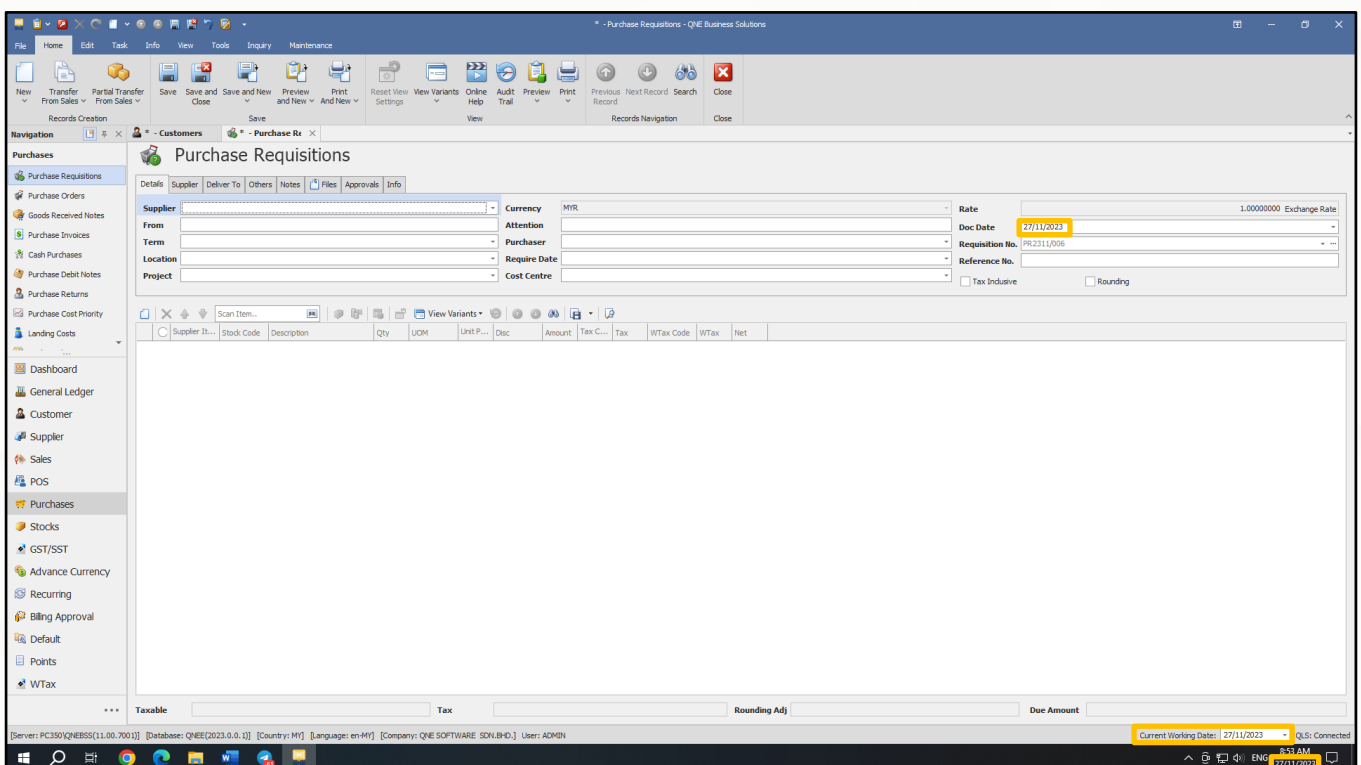 * - Purchase Requisitions - QNE Business Solutions
File Home Edit Task Info View Tools Inquiry Maintenance
New Transfer From Sales Partial Transfer From Sales Save Save and Close Save and New Preview and New Print And New Reset View Settings View Variants Online Help Audit Trail Preview Print Previous Record Next Record Search Close
Records Creation Save View Records Navigation Close
Navigation * - Customers * - Purchase Re
Purchases
Purchase Requisitions
Purchase Requisitions
Purchase Orders
Goods Received Notes
Purchase Invoices
Cash Purchases
Purchase Debit Notes
Purchase Returns
Purchase Cost Priority
Landing Costs
Dashboard
General Ledger
Customer
Supplier
Sales
POS
Purchases
Stocks
GST/SST
Advance Currency
Recurring
Billing Approval
Default
Points
WTax
Details Supplier Deliver To Others Notes Files Approvals Info
Supplier Currency MYR Rate 1.00000000 Exchange Rate
From Attention Doc Date 27/11/2023
Term Purchaser Requisition No. PR2311/006
Location Require Date Reference No.
Project Cost Centre Tax Inclusive Rounding
Scan Item... View Variants
Supplier It... Stock Code Description Qty UOM Unit P... Disc Amount Tax C... Tax WTax Code WTax Net
Taxable Tax Rounding Adj Due Amount
[Server: PC350\QNEBSS(11.00.7001)] [Database: QNEE(2023.0.0.1)] [Country: MY] [Language: en-MY] [Company: QNE SOFTWARE SDN.BHD.] User: ADMIN Current Working Date: 27/11/2023 QLS: Connected
ENG 8:53 AM
27/11/2023